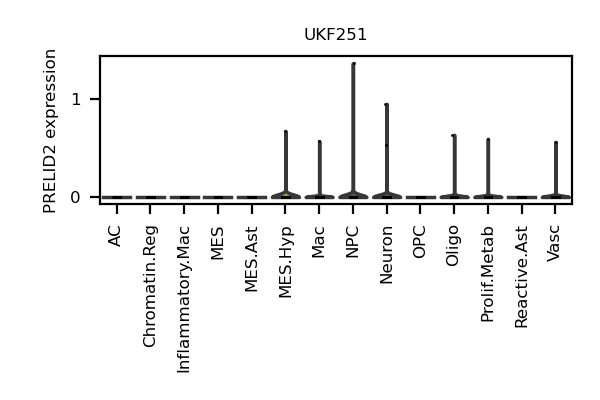 UKF251
PRELID2 expression
1
0
AC
Chromatin.Reg
Inflammatory.Mac
MES
MES.Ast
MES.Hyp
Mac
NPC
Neuron
OPC
Oligo
Prolif.Metab
Reactive.Ast
Vasc